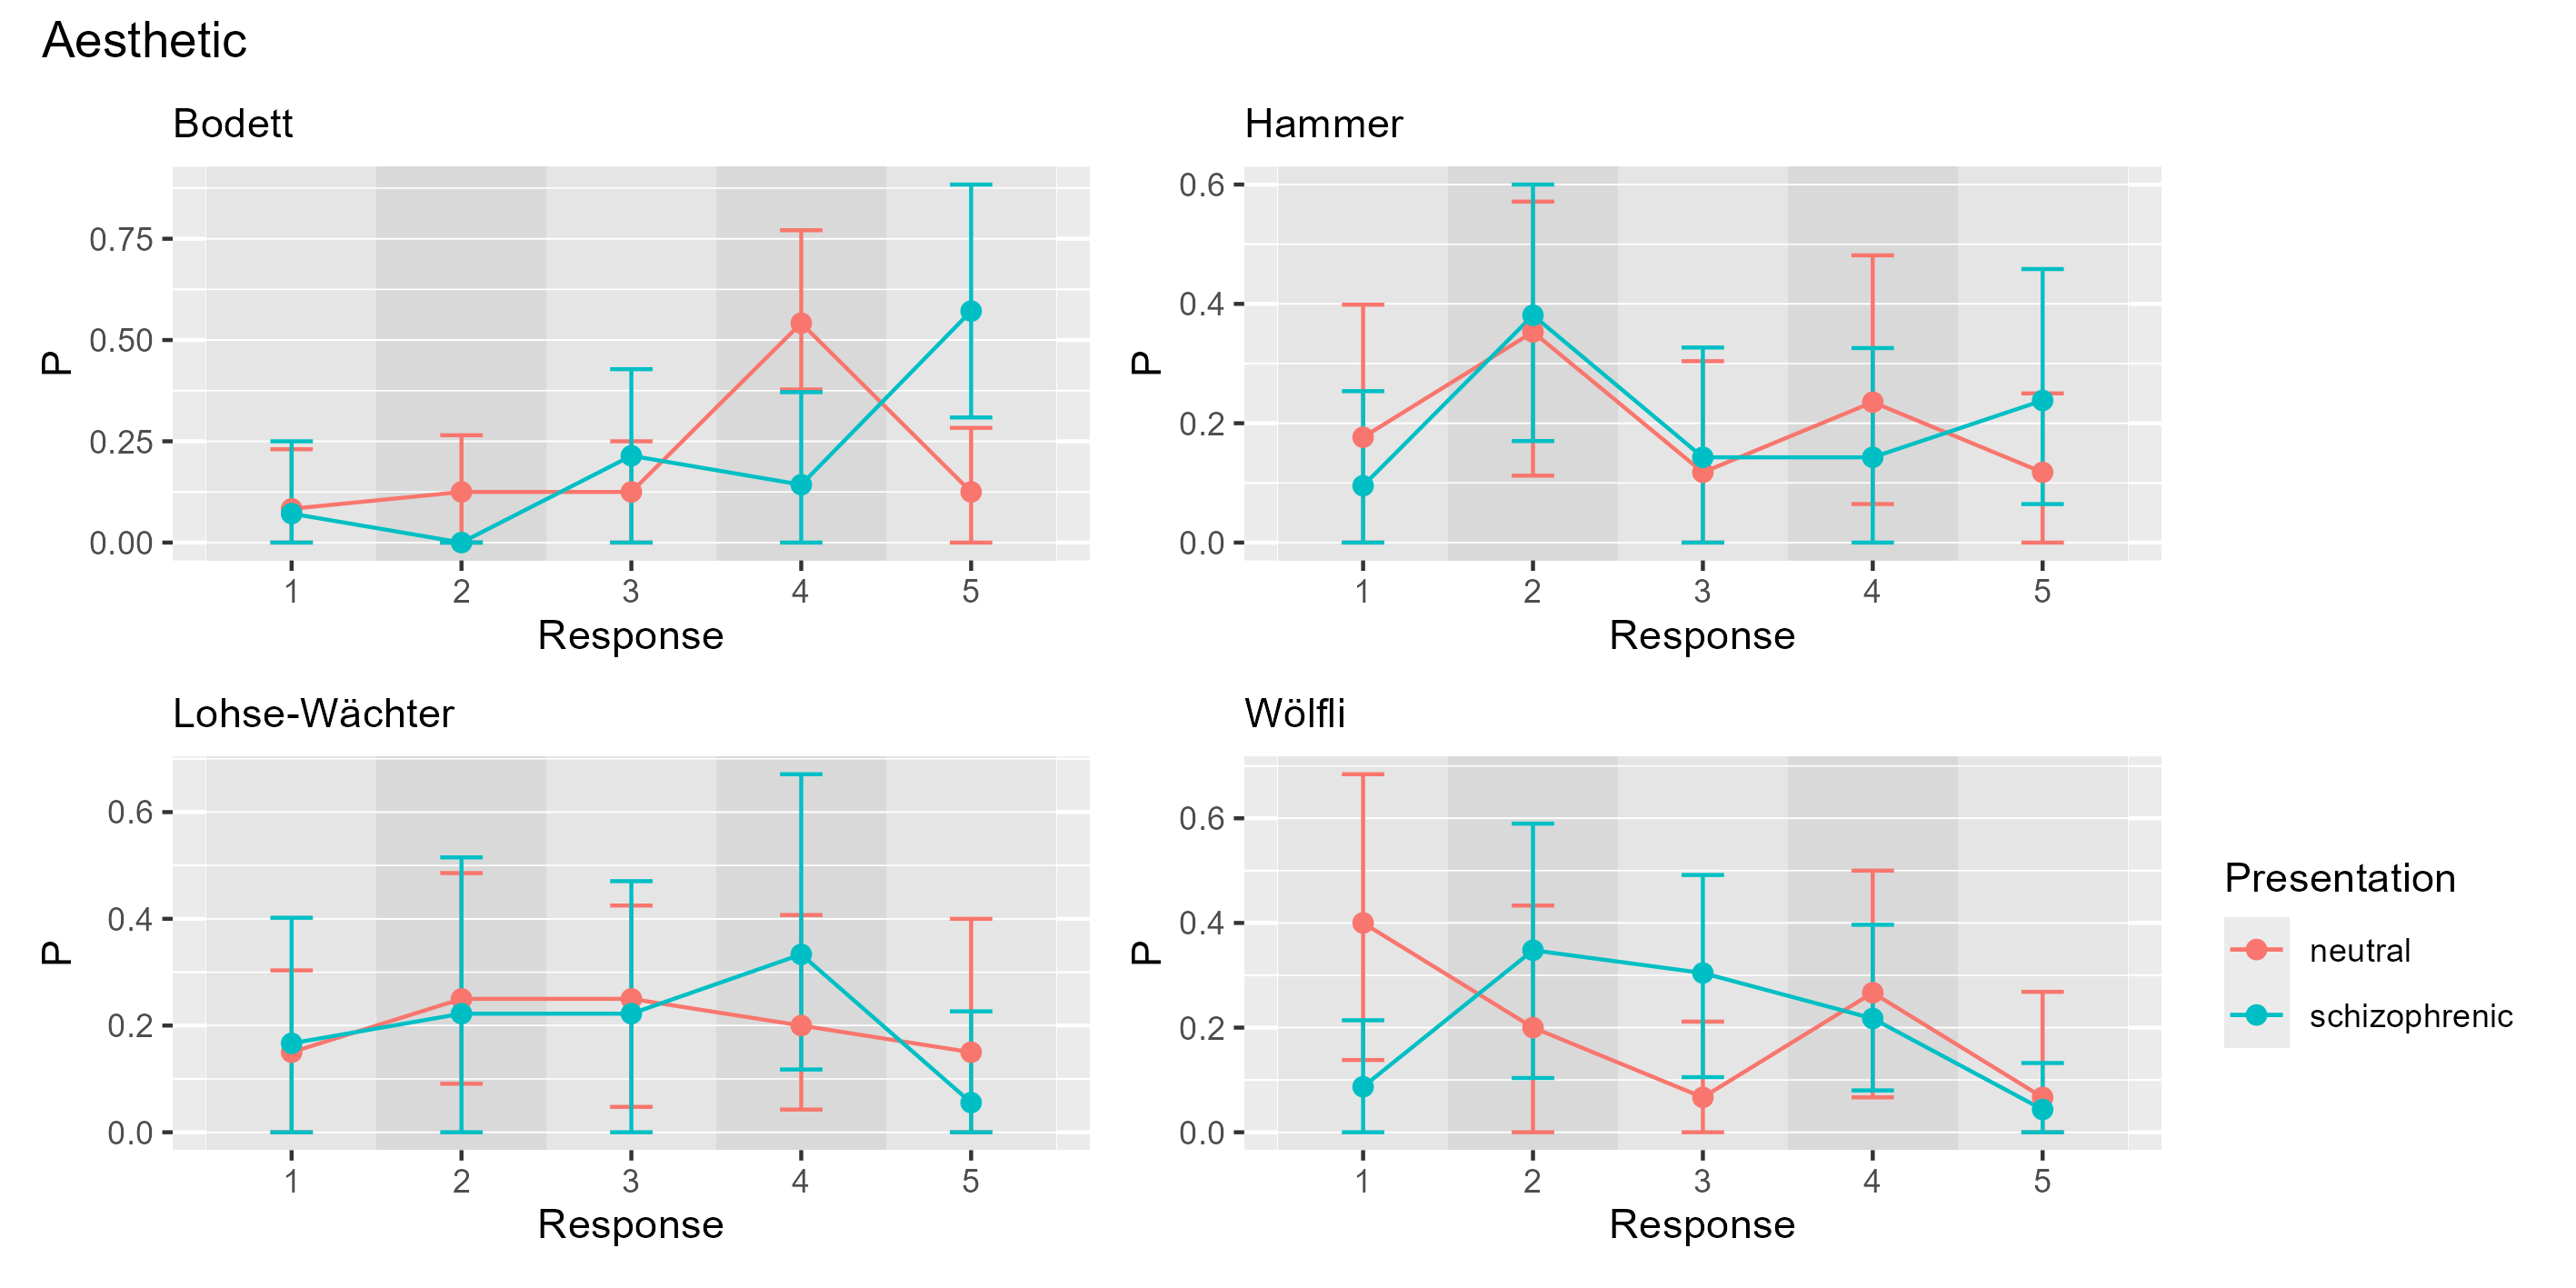 Aesthetic
Bodett
P
0.75
0.50
0.25
0.00
1 2 3 4 5
Response
Hammer
P
0.6
0.4
0.2
0.0
1 2 3 4 5
Response
Lohse-Wächter
P
0.6
0.4
0.2
0.0
1 2 3 4 5
Response
Wölfli
P
0.6
0.4
0.2
0.0
1 2 3 4 5
Response
Presentation
neutral
schizophrenic